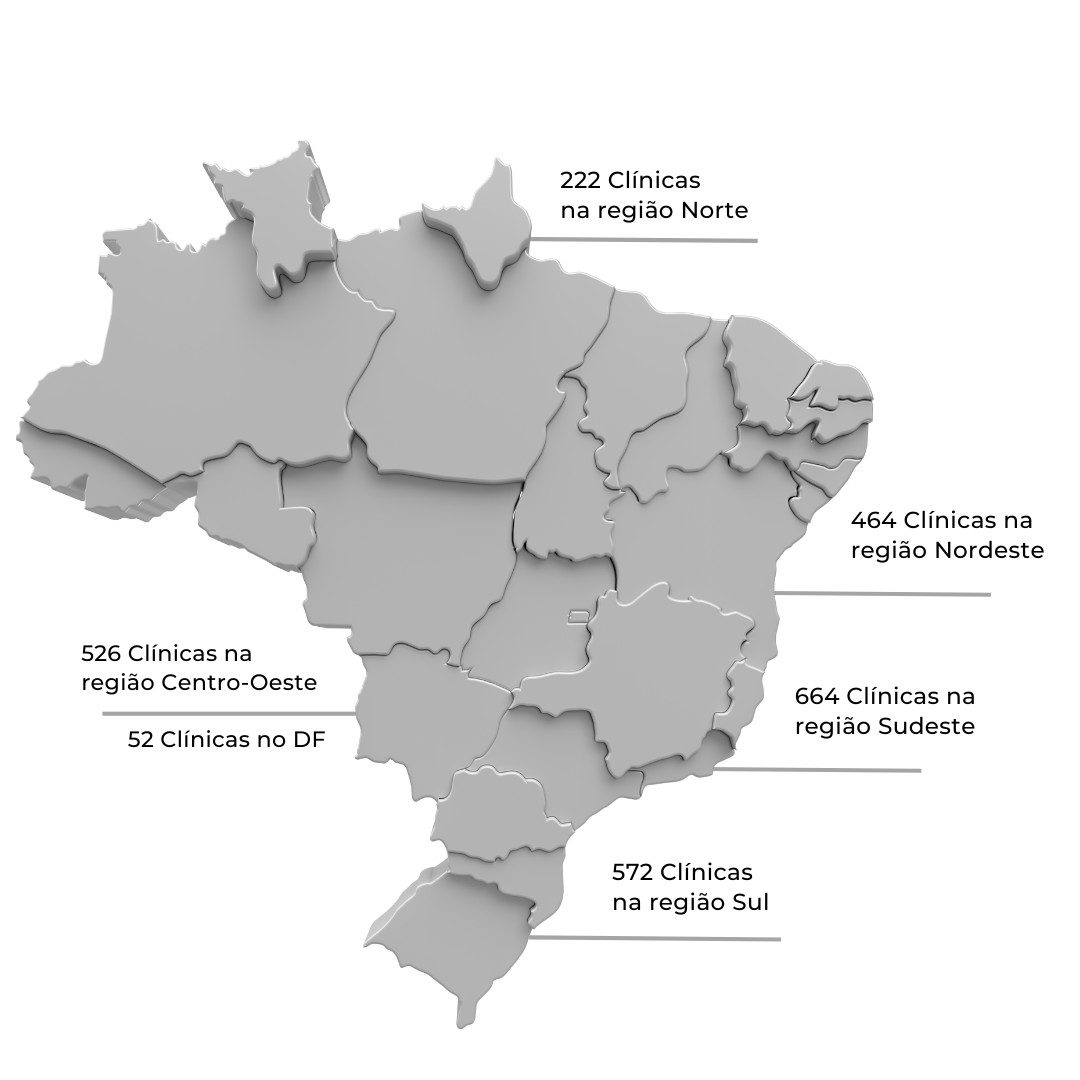 222 Clínicas
na região Norte
464 Clínicas na
região Nordeste
526 Clínicas na
região Centro-Oeste
52 Clínicas no DF
664 Clínicas na
região Sudeste
572 Clínicas
na região Sul